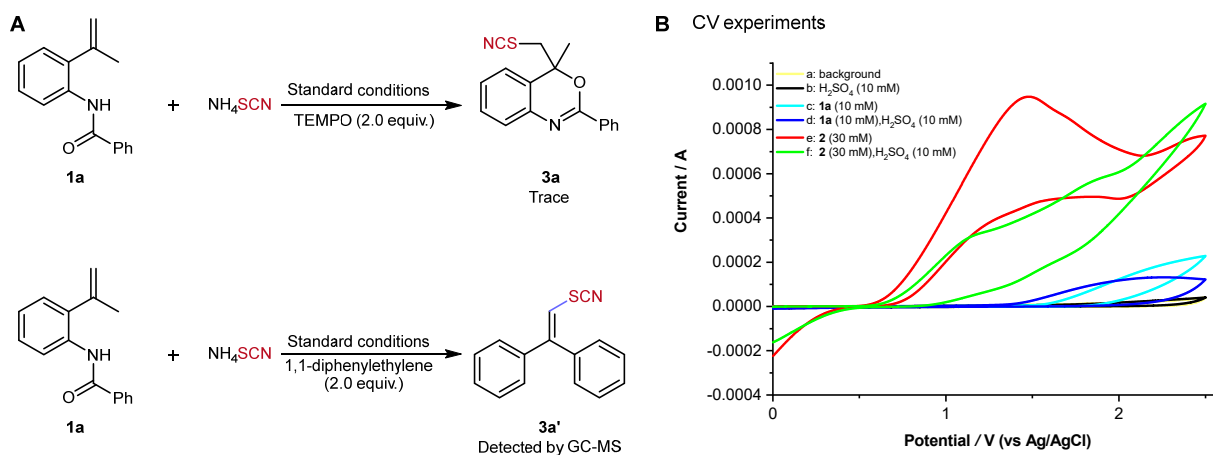 A
NH
O
Ph
1a
+
NH₄SCN
Standard conditions
TEMPO (2.0 equiv.)
NCS
O
N
Ph
3a
Trace
NH
O
Ph
1a
+
NH₄SCN
Standard conditions
1,1-diphenylethylene
(2.0 equiv.)
SCN
3a'
Detected by GC-MS
B CV experiments
a: background
b: H₂SO₄ (10 mM)
c: 1a (10 mM)
d: 1a (10 mM),H₂SO₄ (10 mM)
e: 2 (30 mM)
f: 2 (30 mM),H₂SO₄ (10 mM)
Current / A
0.0010
0.0008
0.0006
0.0004
0.0002
0.0000
-0.0002
-0.0004
0 1 2
Potential / V (vs Ag/AgCl)